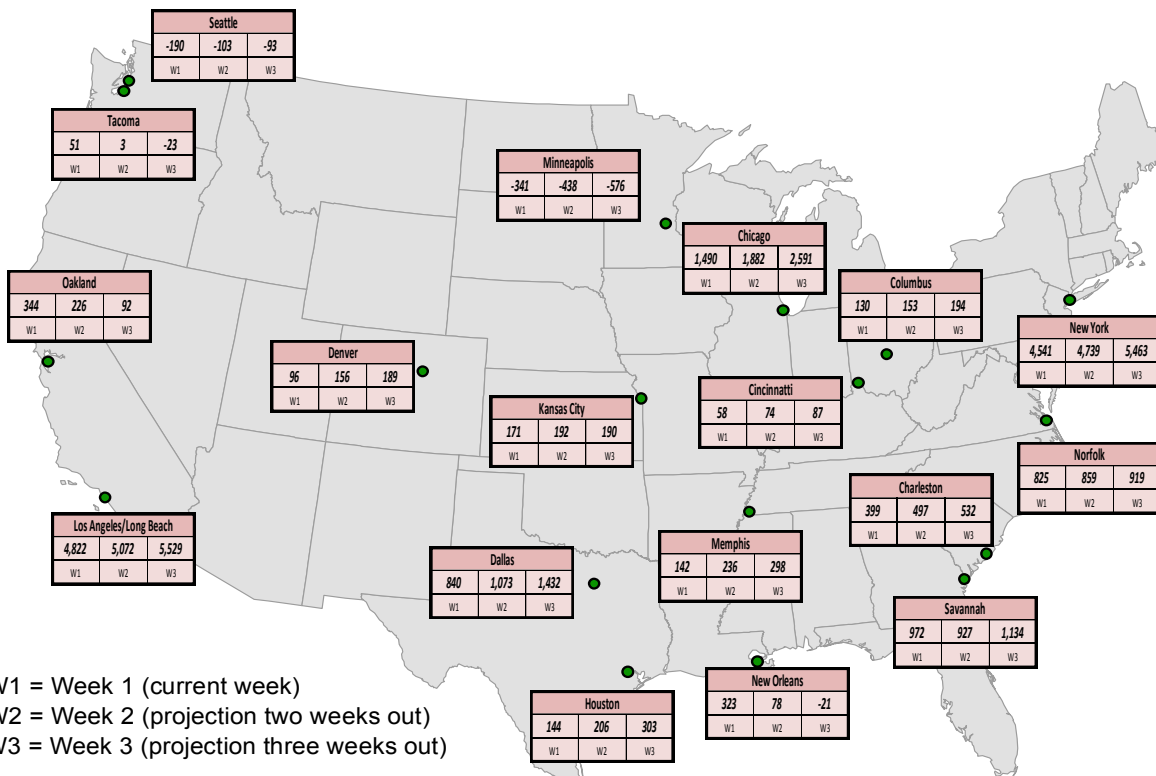 Seattle
-190 -103 -93
W1 W2 W3
Tacoma
51 3 -23
W1 W2 W3
Minneapolis
-341 -438 -576
W1 W2 W3
Chicago
1,490 1,882 2,591
W1 W2 W3
Oakland
344 226 92
W1 W2 W3
Columbus
130 153 194
W1 W2 W3
New York
4,541 4,739 5,463
W1 W2 W3
Denver
96 156 189
W1 W2 W3
Cincinnatti
58 74 87
W1 W2 W3
Kansas City
171 192 190
W1 W2 W3
Norfolk
825 859 919
W1 W2 W3
Charleston
399 497 532
W1 W2 W3
Los Angeles/Long Beach
4,822 5,072 5,529
W1 W2 W3
Memphis
142 236 298
W1 W2 W3
Dallas
840 1,073 1,432
W1 W2 W3
Savannah
972 927 1,134
W1 W2 W3
New Orleans
323 78 -21
W1 W2 W3
Houston
144 206 303
W1 W2 W3
W1 = Week 1 (current week)
W2 = Week 2 (projection two weeks out)
W3 = Week 3 (projection three weeks out)